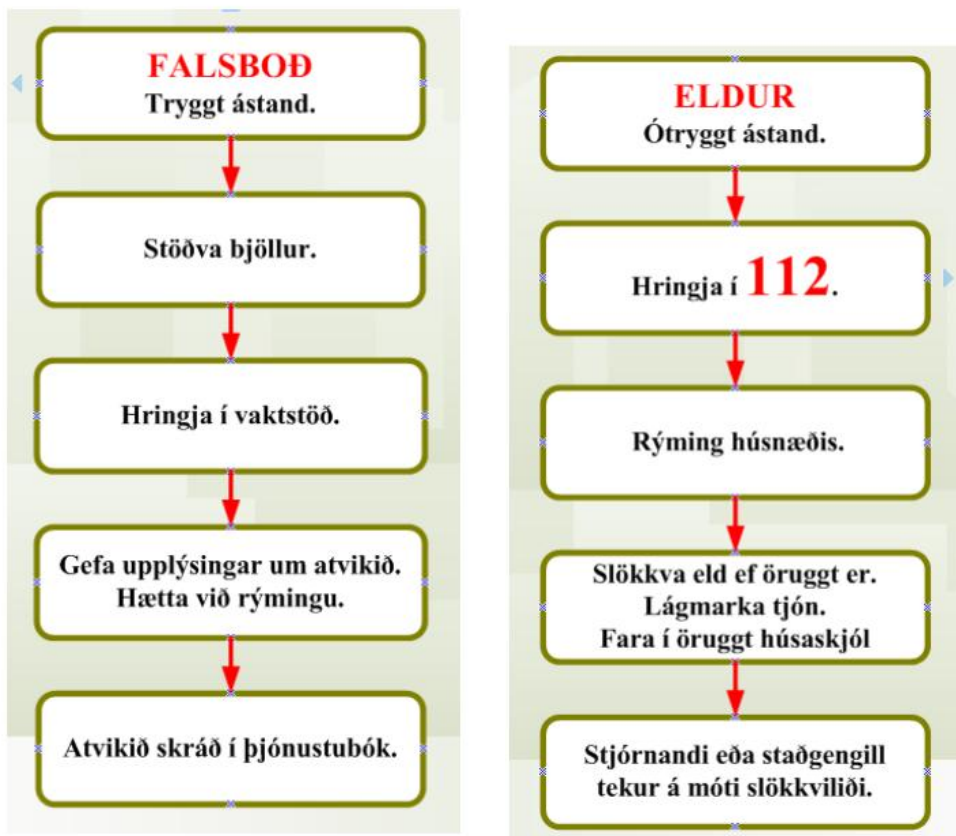 FALSBOÐ
Tryggt ástand.
Stöðva bjöllur.
Hringja í vaktstöð.
Gefa upplýsingar um atvikið.
Hætta við rýmingu.
Atvikið skráð í þjónustubók.
ELDUR
Ótryggt ástand.
Hringja í 112.
Rýming húsnæðis.
Slökkva eld ef öruggt er.
Lágmarka tjón.
Fara í öruggt húsaskjól
Stjórnandi eða staðgengill
tekur á móti slökkviliði.